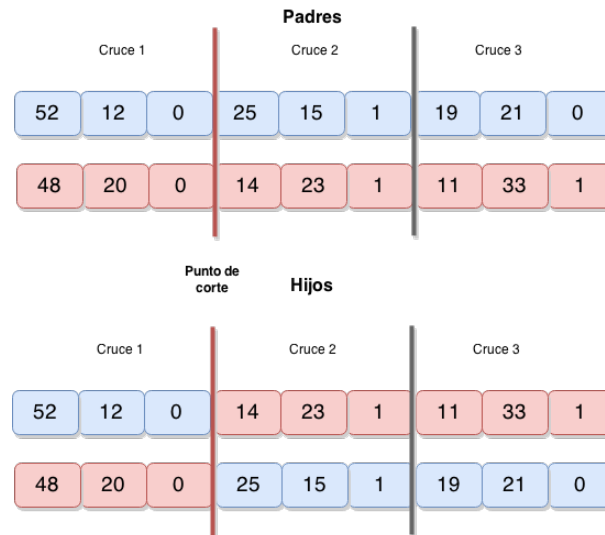 Padres
Cruce 1 Cruce 2 Cruce 3
52 12 0 25 15 1 19 21 0
48 20 0 14 23 1 11 33 1
Punto de
corte
Hijos
Cruce 1 Cruce 2 Cruce 3
52 12 0 14 23 1 11 33 1
48 20 0 25 15 1 19 21 0